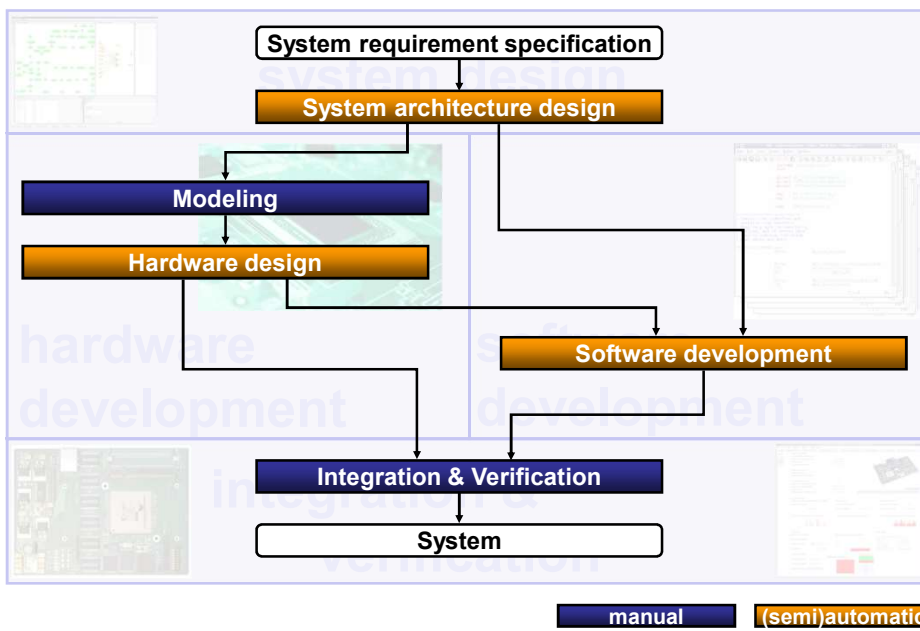 System requirement specification
system design
System architecture design
Modeling
Hardware design
hardware
development
software
development
Software development
integration &
verification
Integration & Verification
System
manual
(semi)automatic